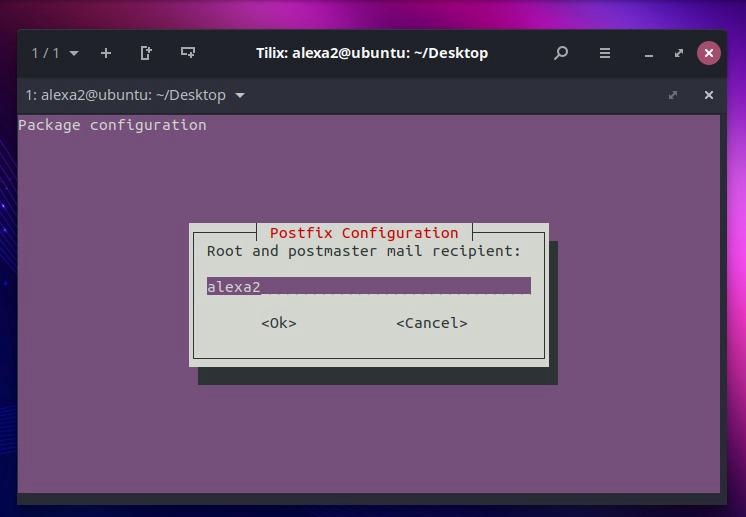 1 / 1
Tilix: alexa2@ubuntu: ~/Desktop
1: alexa2@ubuntu: ~/Desktop
Package configuration
Postfix Configuration
Root and postmaster mail recipient:
alexa2
<Ok> <Cancel>